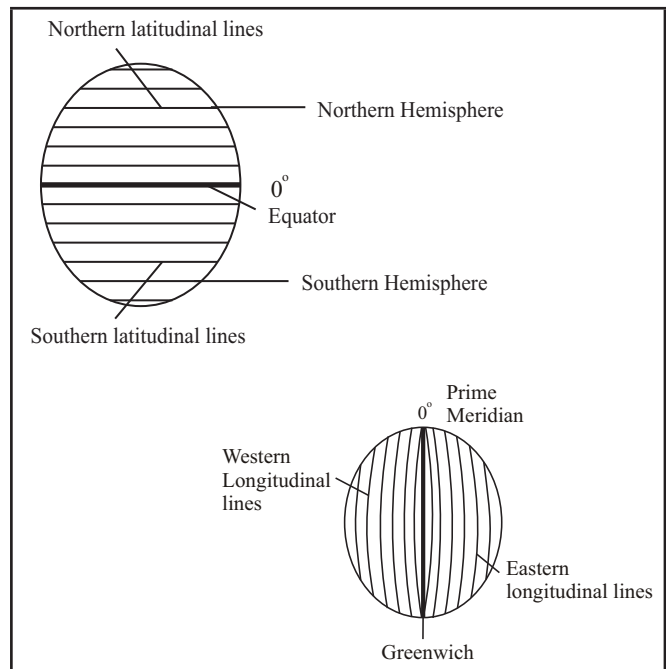 Northern latitudinal lines
Northern Hemisphere
0°
Equator
Southern Hemisphere
Southern latitudinal lines
0° Prime
Meridian
Western
Longitudinal
lines
Eastern
longitudinal lines
Greenwich